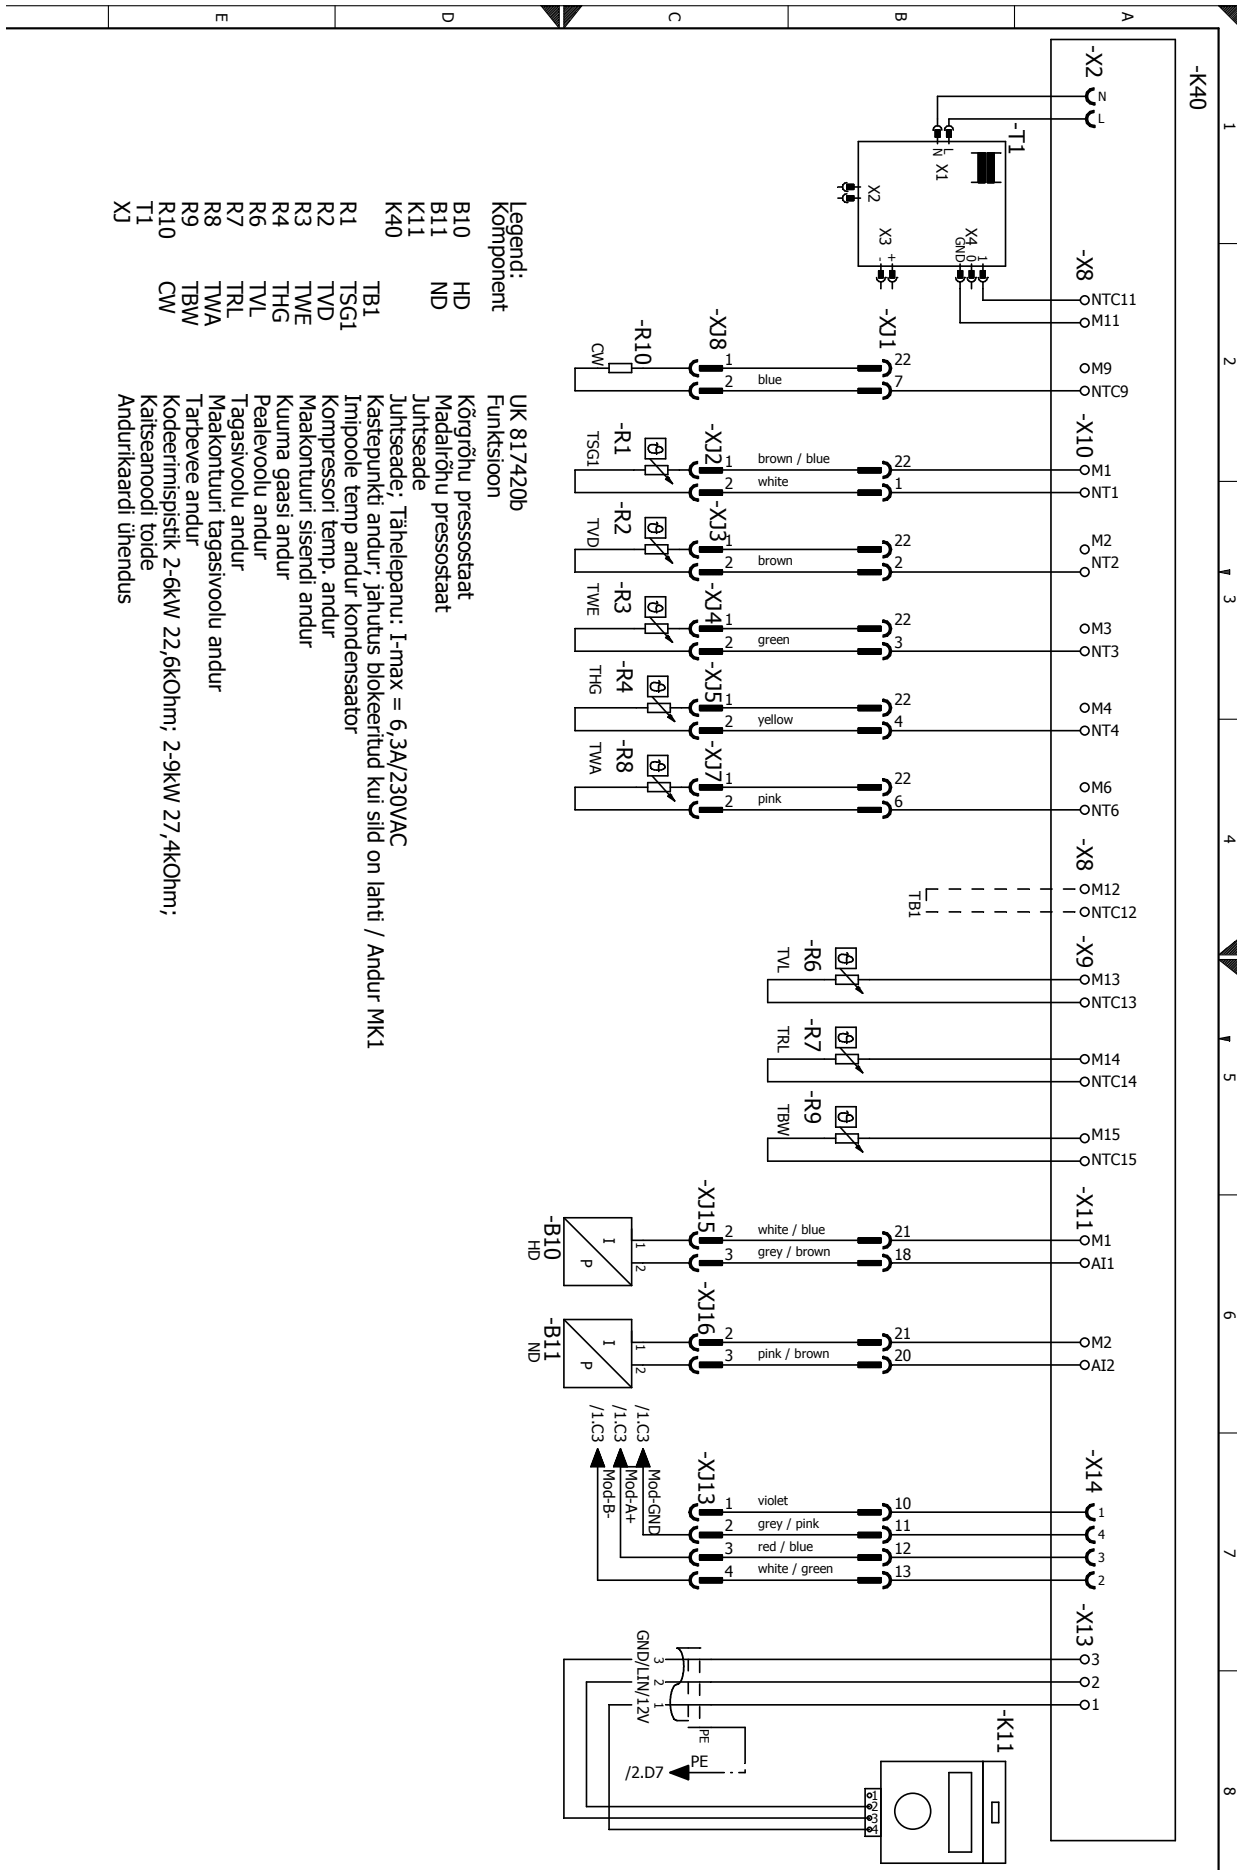 E
D
C
B
A
1
2
3
4
5
6
7
8
-K40
-X2
N
L
-T1
L
N
X1
X2
X3
+
-
X4
1
0
GND
-X8
NTC11
M11
M9
NTC9
-XJ1
22
7
-XJ8
1
2
blue
-R10
CW
-X10
M1
NT1
22
1
-XJ2
1
2
brown / blue
white
-R1
TSG1
M2
NT2
22
2
-XJ3
1
2
brown
-R2
TVD
M3
NT3
22
3
-XJ4
1
2
green
-R3
TWE
M4
NT4
22
4
-XJ5
1
2
yellow
-R4
THG
M6
NT6
22
6
-XJ7
1
2
pink
-R8
TWA
-X8
M12
NTC12
TB1
-X9
M13
NTC13
-R6
TVL
M14
NTC14
-R7
TRL
M15
NTC15
-R9
TBW
-X11
M1
AI1
21
18
-XJ15
2
3
white / blue
grey / brown
1
2
I
P
-B10
HD
M2
AI2
21
20
-XJ16
2
3
pink / brown
1
2
I
P
-B11
ND
-X14
1
4
3
2
10
11
12
13
-XJ13
1
2
3
4
violet
grey / pink
red / blue
white / green
/1.C3
/1.C3
/1.C3
Mod-GND
Mod-A+
Mod-B-
-X13
3
2
1
3
2
1
GND/LIN/12V
PE
PE
/2.D7
-K11
1
2
3
4
UK 817420b
Legend:
Komponent Funktsioon
B10 HD Kõrgrõhu pressostaat
B11 ND Madalrõhu pressostaat
K11 Juhtseade
K40 Juhtseade; Tähelepanu: I-max = 6,3A/230VAC
TB1 Kastepunkti andur; jahutus blokeeritud kui sild on lahti / Andur MK1
R1 TSG1 Imipole temp andur kondensaator
R2 TVD Kompressori temp. andur
R3 TWE Maakontuuri sisendi andur
R4 THG Kuuma gaasi andur
R6 TVL Pealevoolu andur
R7 TRL Tagasivoolu andur
R8 TWA Maakontuuri tagasivoolu andur
R9 TBW Tarbevee andur
R10 CW Kodeerimispistik 2-6kW 22,6kOhm; 2-9kW 27,4kOhm;
T1 Kaitseanoodi toide
XJ Andurikaardi ühendus